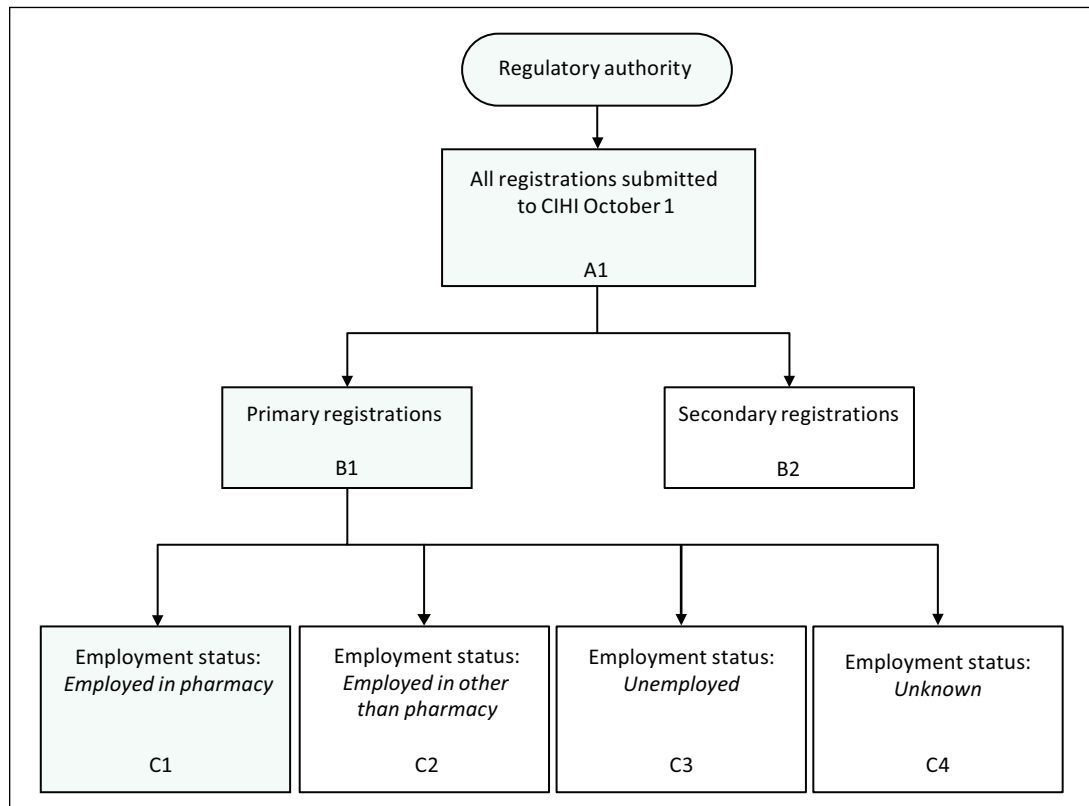 Regulatory authority
All registrations submitted
to CIHI October 1
A1
Primary registrations
B1
Secondary registrations
B2
Employment status:
Employed in pharmacy
C1
Employment status:
Employed in other
than pharmacy
C2
Employment status:
Unemployed
C3
Employment status:
Unknown
C4